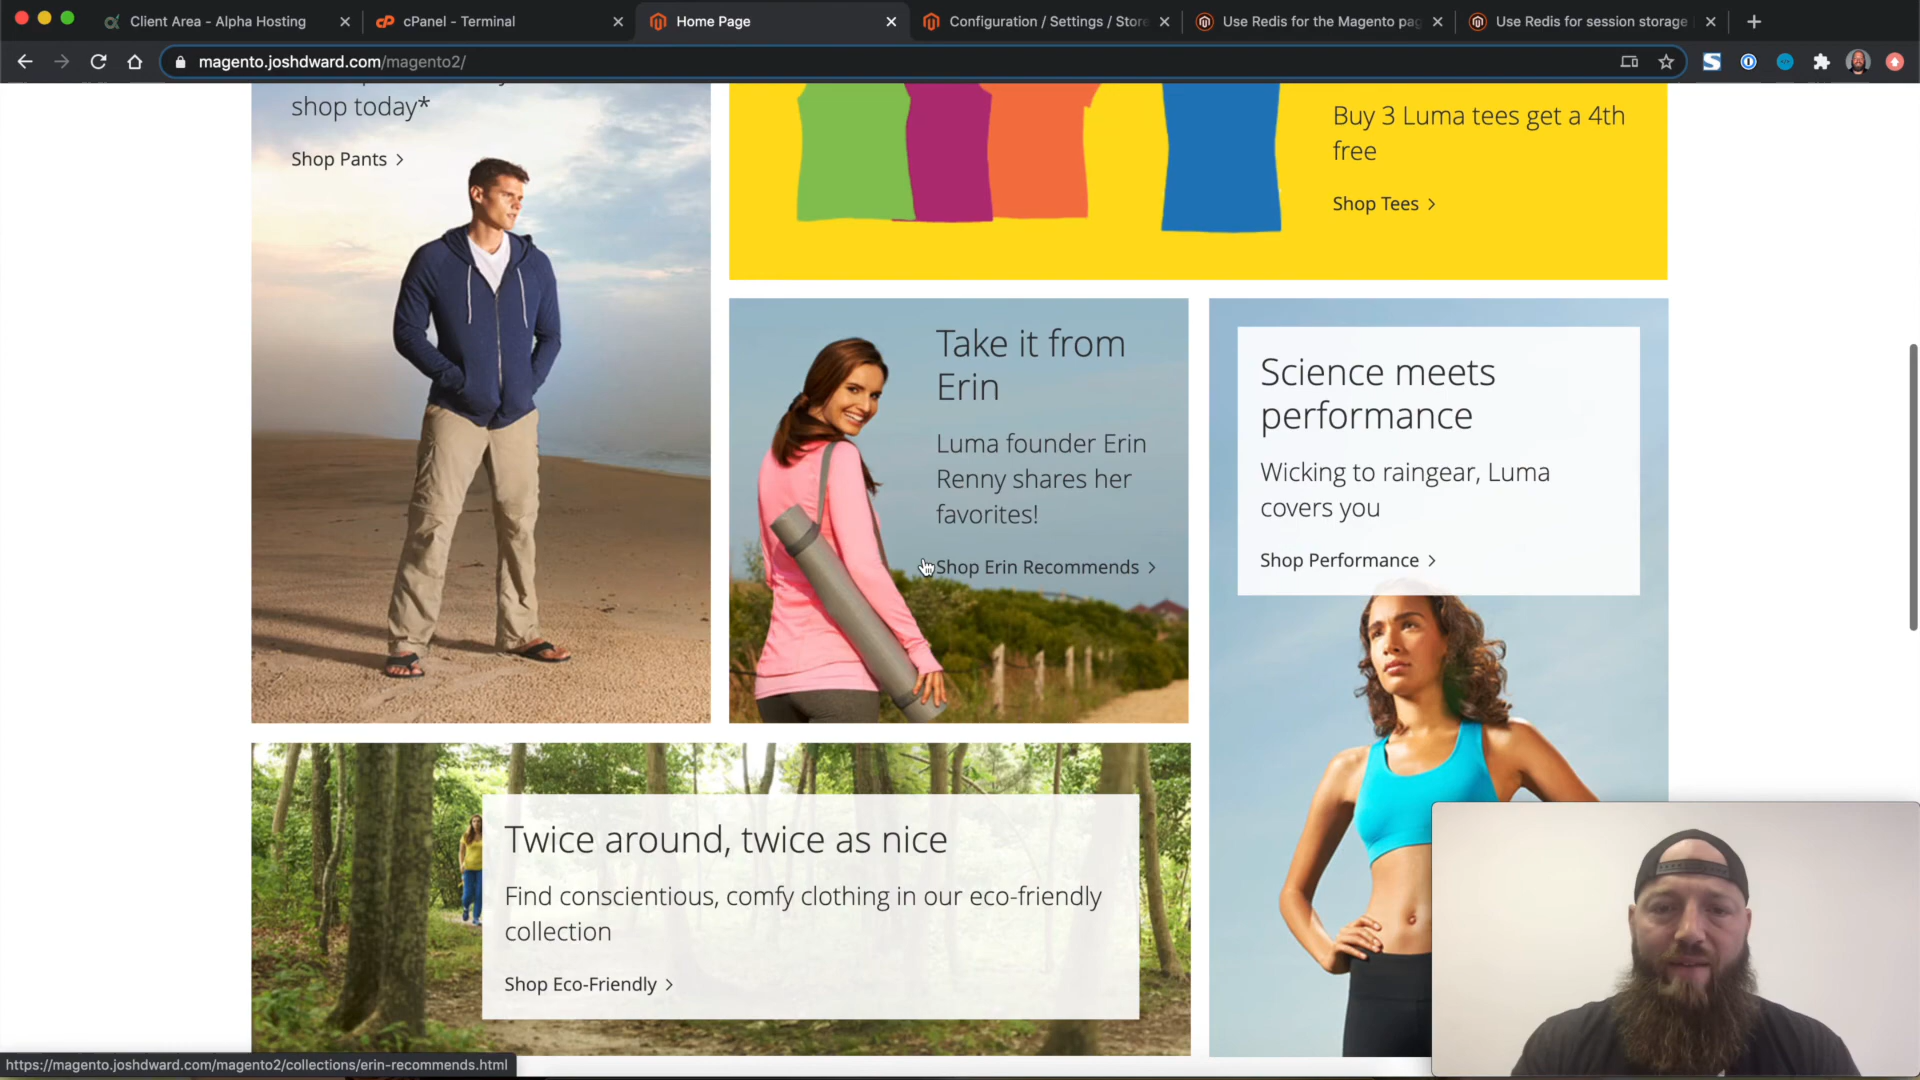 Client Area - Alpha Hosting
cPanel - Terminal
Home Page
Configuration / Settings / Store
Use Redis for the Magento pag
Use Redis for session storage
magento.joshdward.com/magento2/
shop today*
Shop Pants >
Buy 3 Luma tees get a 4th
free
Shop Tees >
Take it from
Erin
Luma founder Erin
Renny shares her
favorites!
Shop Erin Recommends >
Science meets
performance
Wicking to raingear, Luma
covers you
Shop Performance >
Twice around, twice as nice
Find conscientious, comfy clothing in our eco-friendly
collection
Shop Eco-Friendly >
https://magento.joshdward.com/magento2/collections/erin-recommends.html